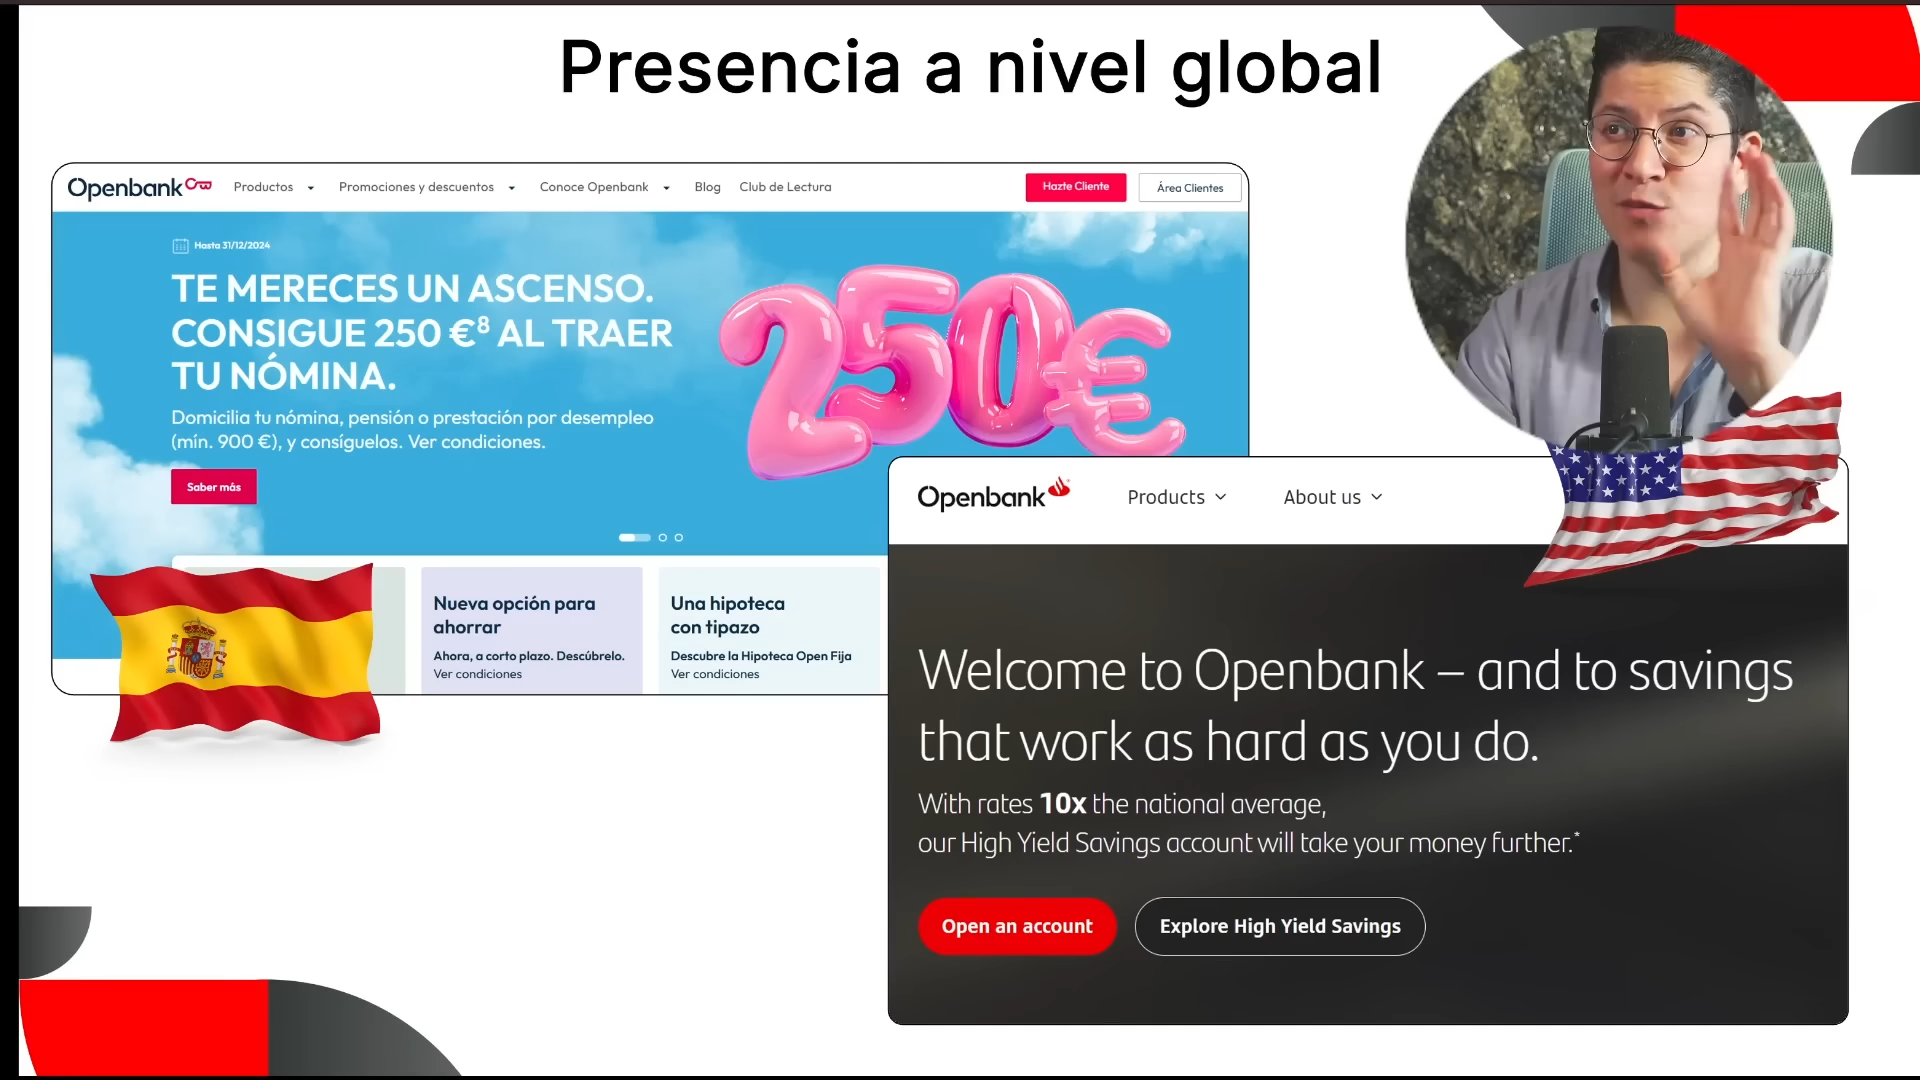 Presencia a nivel global
Openbank
Productos
Promociones y descuentos
Conoce Openbank
Blog
Club de Lectura
Hazte Cliente
Área Clientes
Hasta 31/12/2024
TE MERECES UN ASCENSO.
CONSIGUE 250 €⁸ AL TRAER
TU NÓMINA.
Domicilia tu nómina, pensión o prestación por desempleo
(mín. 900 €), y consíguelos. Ver condiciones.
Saber más
250€
Nueva opción para
ahorrar
Ahora, a corto plazo. Descúbrelo.
Ver condiciones
Una hipoteca
con tipazo
Descubre la Hipoteca Open Fija
Ver condiciones
Openbank
Products
About us
Welcome to Openbank – and to savings
that work as hard as you do.
With rates 10x the national average,
our High Yield Savings account will take your money further.*
Open an account
Explore High Yield Savings